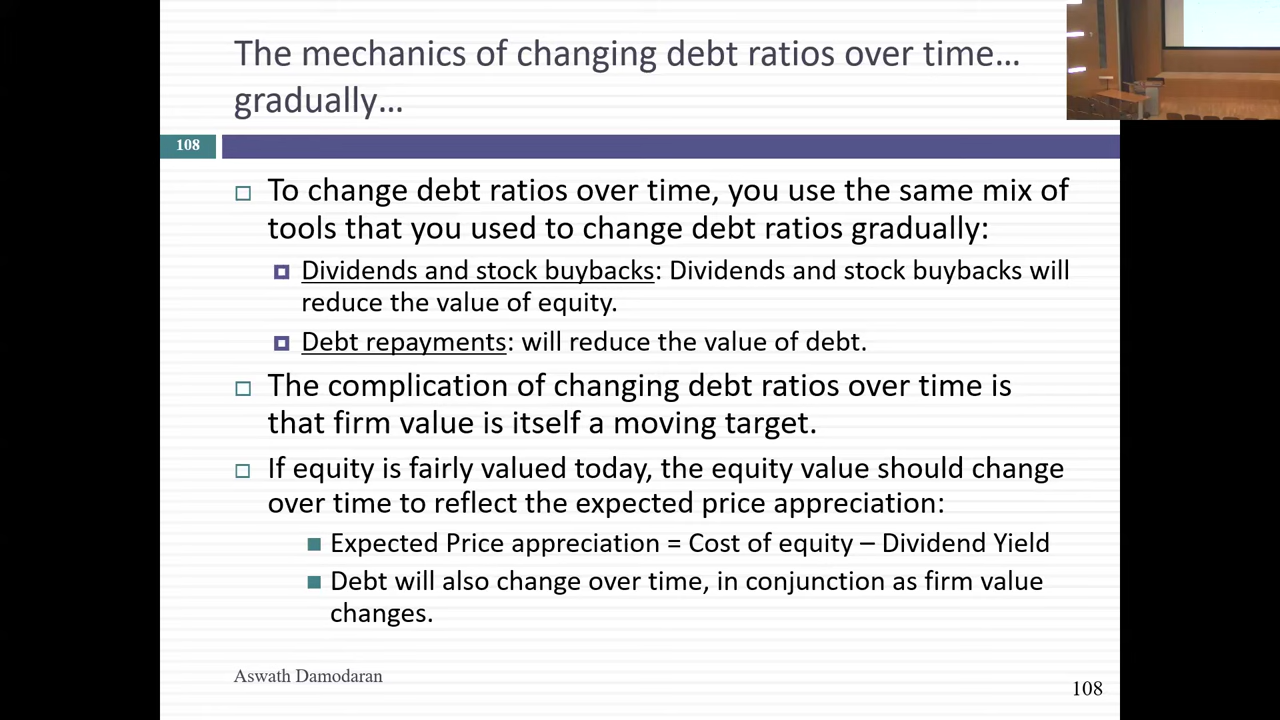 The mechanics of changing debt ratios over time…
gradually…
108
To change debt ratios over time, you use the same mix of
tools that you used to change debt ratios gradually:
Dividends and stock buybacks: Dividends and stock buybacks will
reduce the value of equity.
Debt repayments: will reduce the value of debt.
The complication of changing debt ratios over time is
that firm value is itself a moving target.
If equity is fairly valued today, the equity value should change
over time to reflect the expected price appreciation:
Expected Price appreciation = Cost of equity – Dividend Yield
Debt will also change over time, in conjunction as firm value
changes.
Aswath Damodaran
108